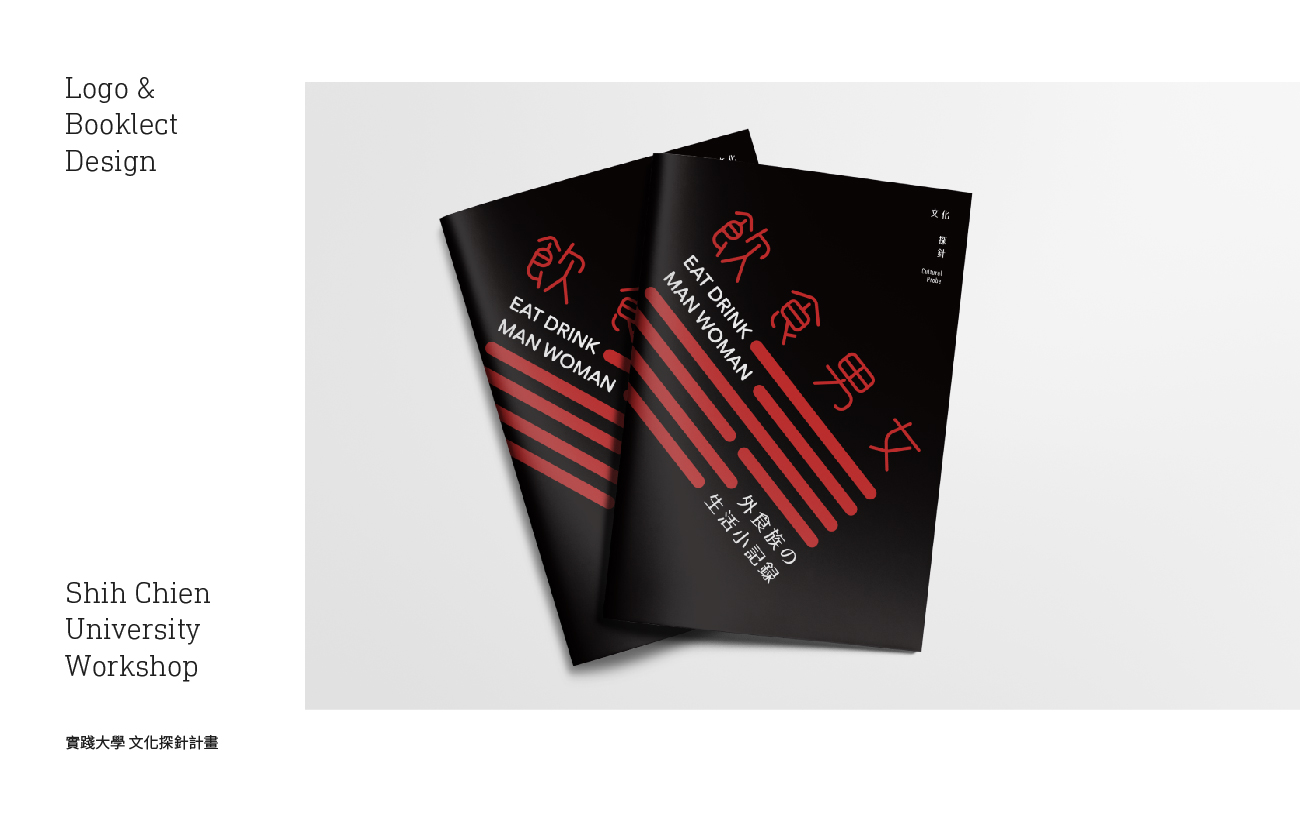 Logo &
Booklect
Design
Shih Chien
University
Workshop
實踐大學 文化探針計畫
飲
EAT DRINK
MAN WOMAN
飲食男女
EAT DRINK
MAN WOMAN
外食族の
生活小記録
文化
探針
Cultural
Probe